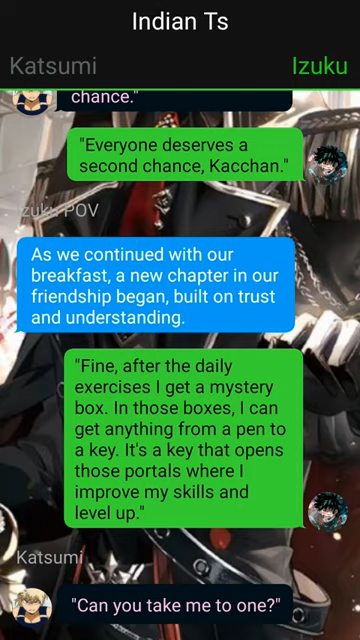 Indian Ts
Katsumi
Izuku
chance."
"Everyone deserves a
second chance, Kacchan."
Izuku POV
As we continued with our
breakfast, a new chapter in our
friendship began, built on trust
and understanding.
"Fine, after the daily
exercises I get a mystery
box. In those boxes, I can
get anything from a pen to
a key. It's a key that opens
those portals where I
improve my skills and
level up."
Katsumi
"Can you take me to one?"